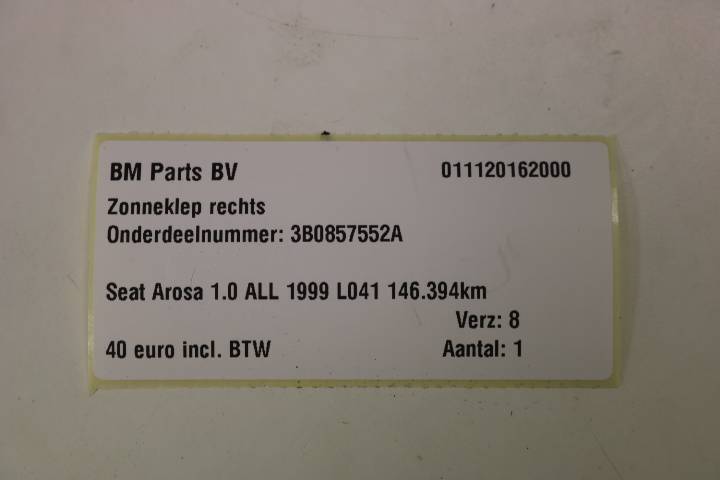 BM Parts BV 011120162000
Zonneklep rechts
Onderdeelnummer: 3B0857552A
Seat Arosa 1.0 ALL 1999 L041 146.394km
Verz: 8
40 euro incl. BTW Aantal: 1